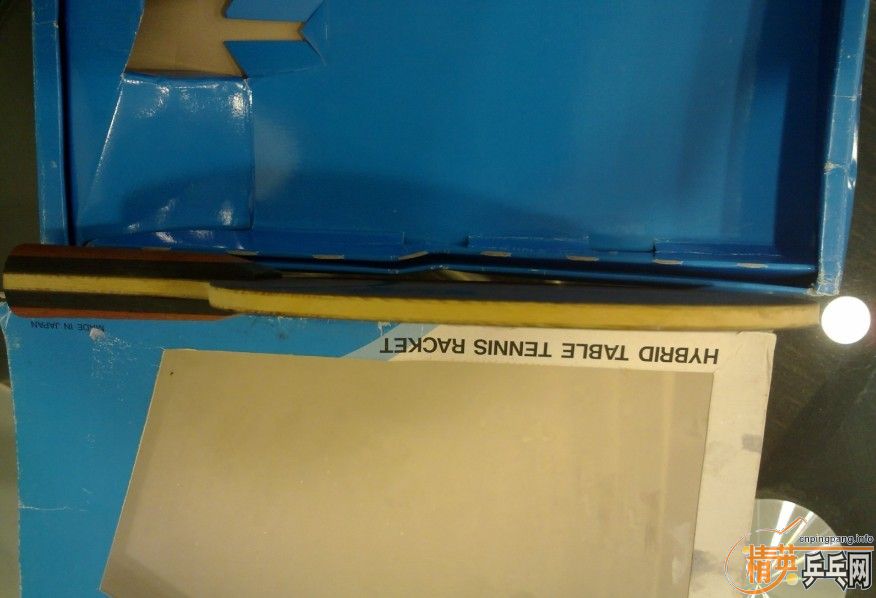 MADE IN JAPAN
HYBRID TABLE TENNIS RACKET
cnpingpang.info
精英乒乓网